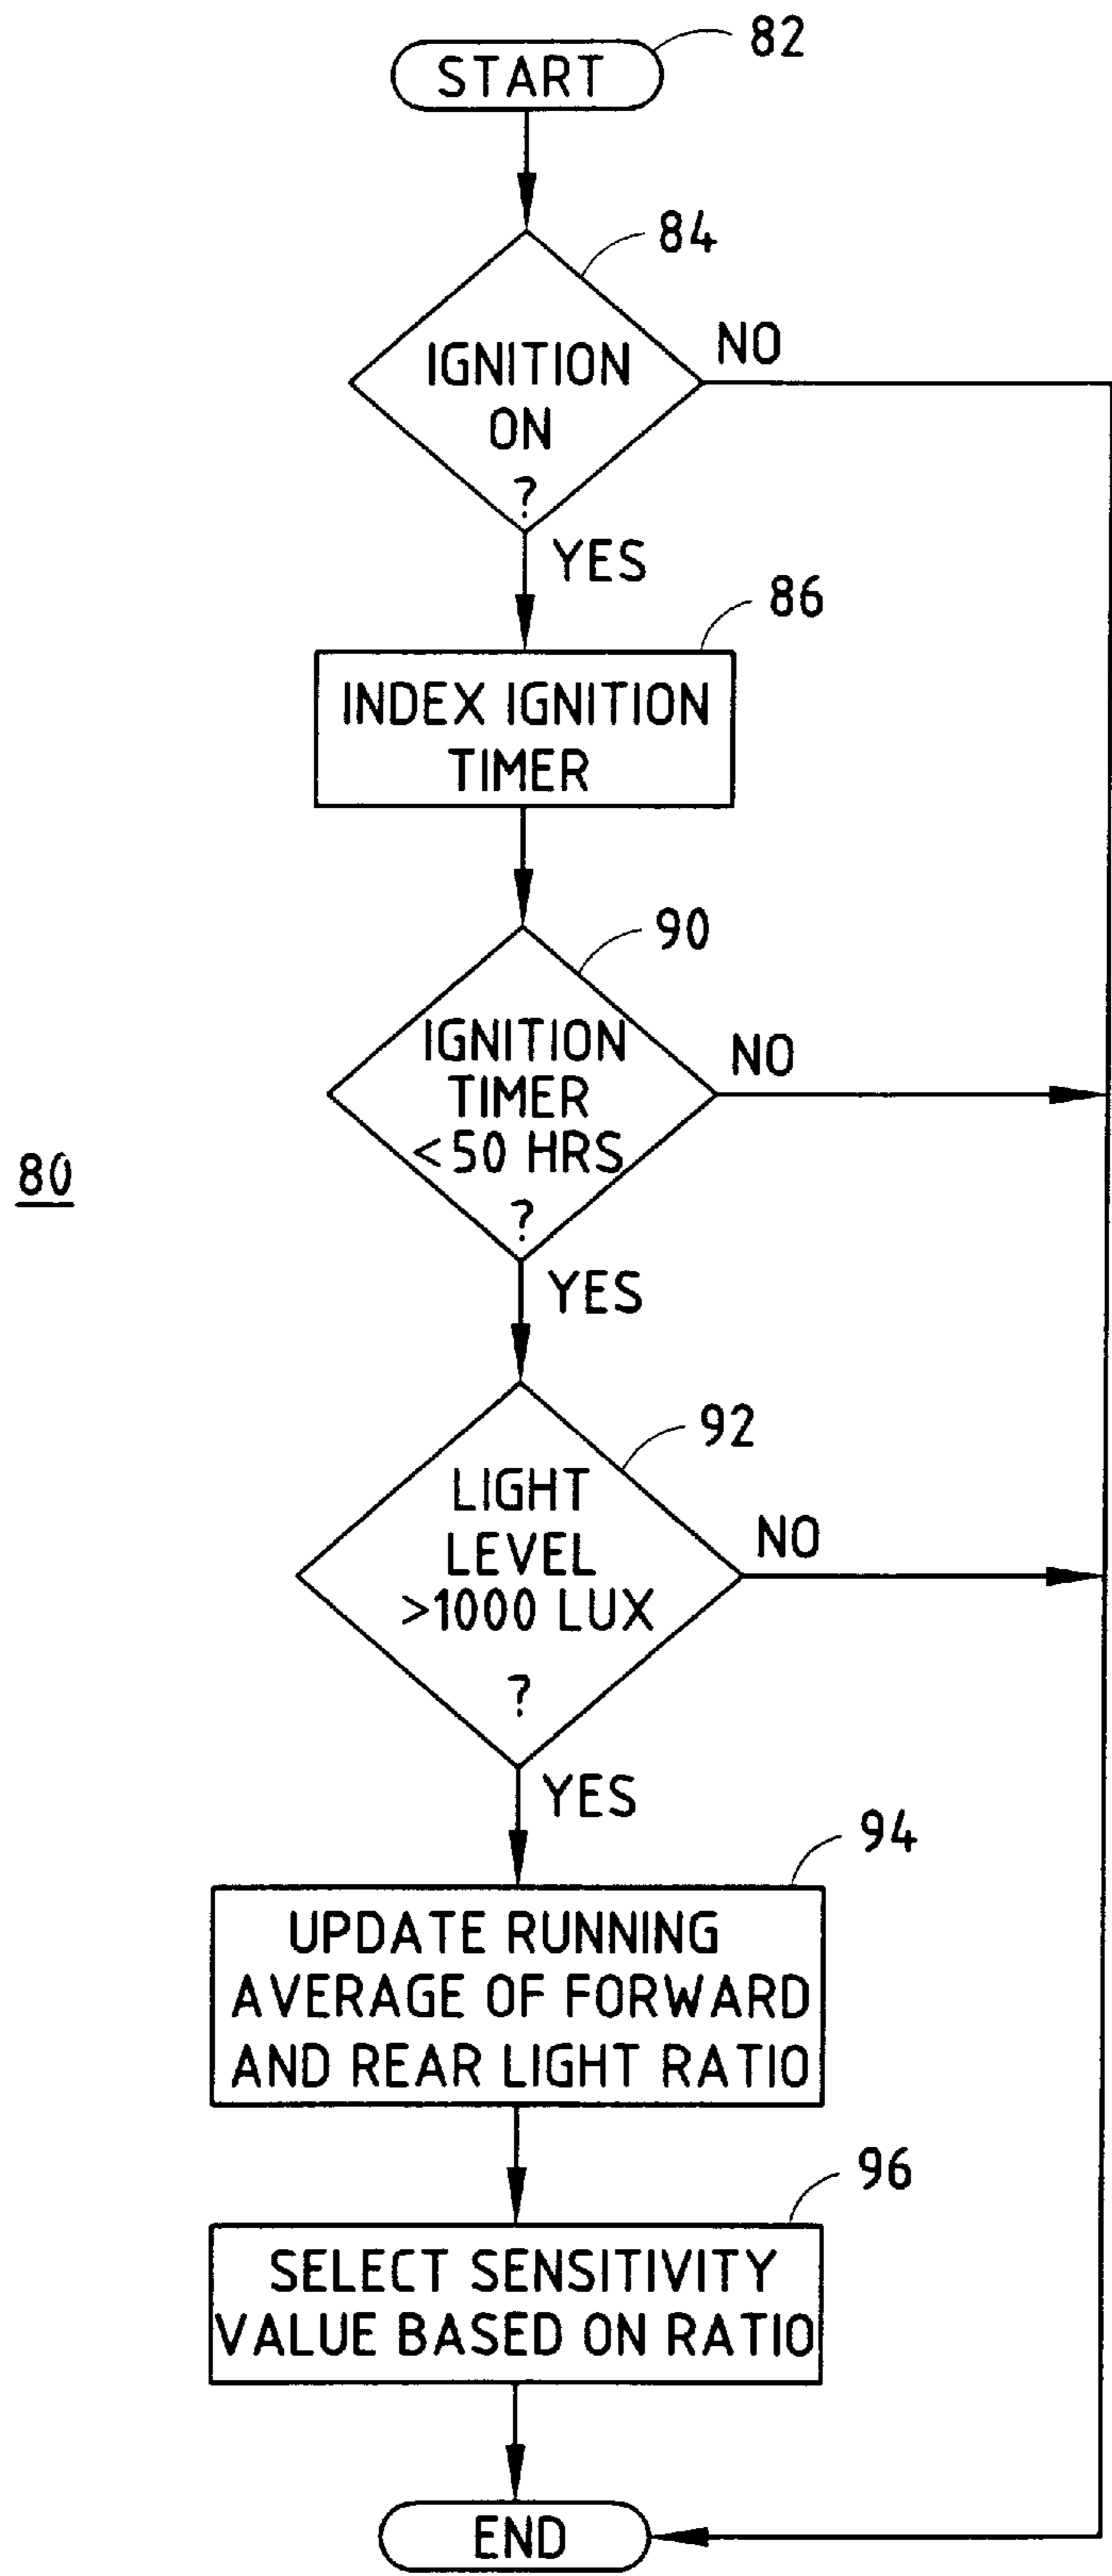 82
START
84
NO
IGNITION
ON
?
YES
86
INDEX IGNITION
TIMER
90
IGNITION
TIMER
<50 HRS
?
NO
80
YES
92
LIGHT
LEVEL
>1000 LUX
?
NO
YES
94
UPDATE RUNNING
AVERAGE OF FORWARD
AND REAR LIGHT RATIO
96
SELECT SENSITIVITY
VALUE BASED ON RATIO
END